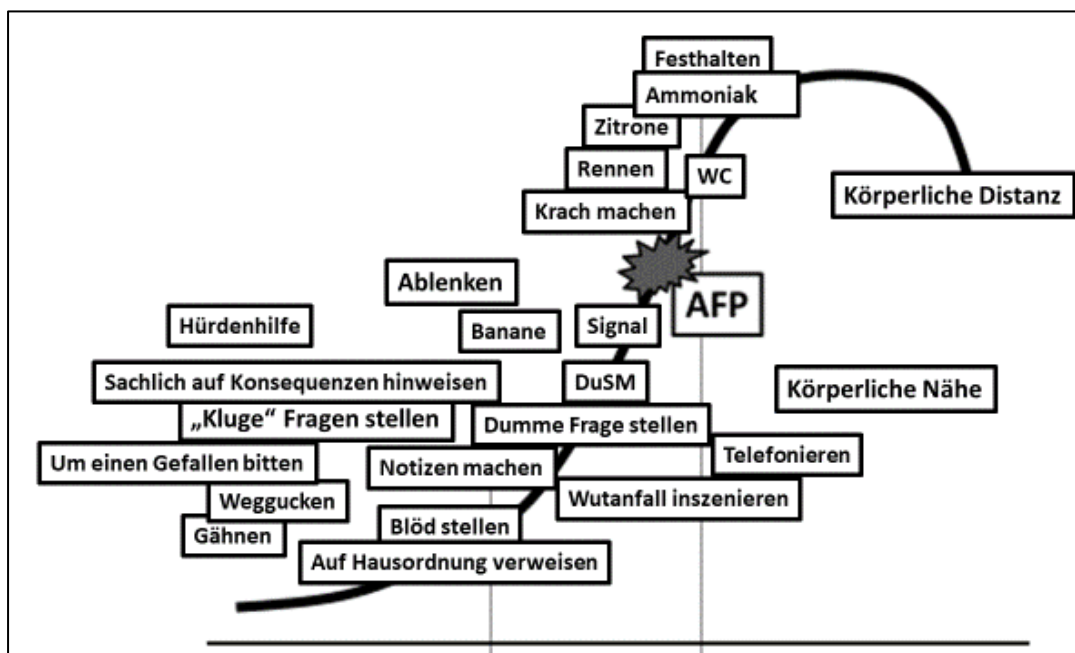 Festhalten
Ammoniak
Zitrone
Rennen
WC
Krach machen
Körperliche Distanz
Ablenken
AFP
Hürdenhilfe
Banane
Signal
Sachlich auf Konsequenzen hinweisen
DuSM
Körperliche Nähe
„Kluge“ Fragen stellen
Dumme Frage stellen
Um einen Gefallen bitten
Notizen machen
Telefonieren
Weggucken
Wutanfall inszenieren
Gähnen
Blöd stellen
Auf Hausordnung verweisen